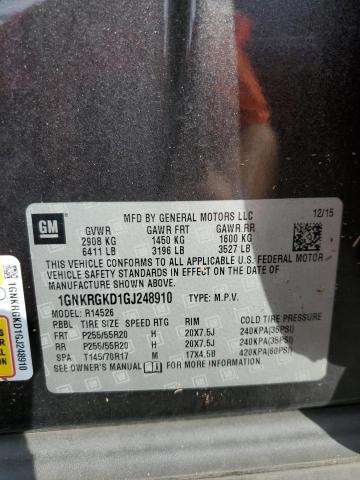 GM
MFD BY GENERAL MOTORS LLC 12/15
GVWR GAWR FRT GAWR RR
2908 KG 1450 KG 1600 KG
6411 LB 3196 LB 3527 LB
THIS VEHICLE CONFORMS TO ALL APPLICABLE U.S. FEDERAL MOTOR
VEHICLE SAFETY STANDARDS IN EFFECT ON THE DATE OF
MANUFACTURE SHOWN ABOVE.
1GNKRGKD1GJ248910 TYPE: M.P.V.
MODEL: R14526
PBBL TIRE SIZE SPEED RTG RIM COLD TIRE PRESSURE
FRT P255/55R20 H 20X7.5J 240KPA(35PSI)
RR P255/55R20 H 20X7.5J 240KPA(35PSI)
SPA T145/70R17 M 17X4.5B 420KPA(60PSI)
SEE OWNER'S MANUAL FOR MORE INFORMATION
1GNKRGKD1GJ248910